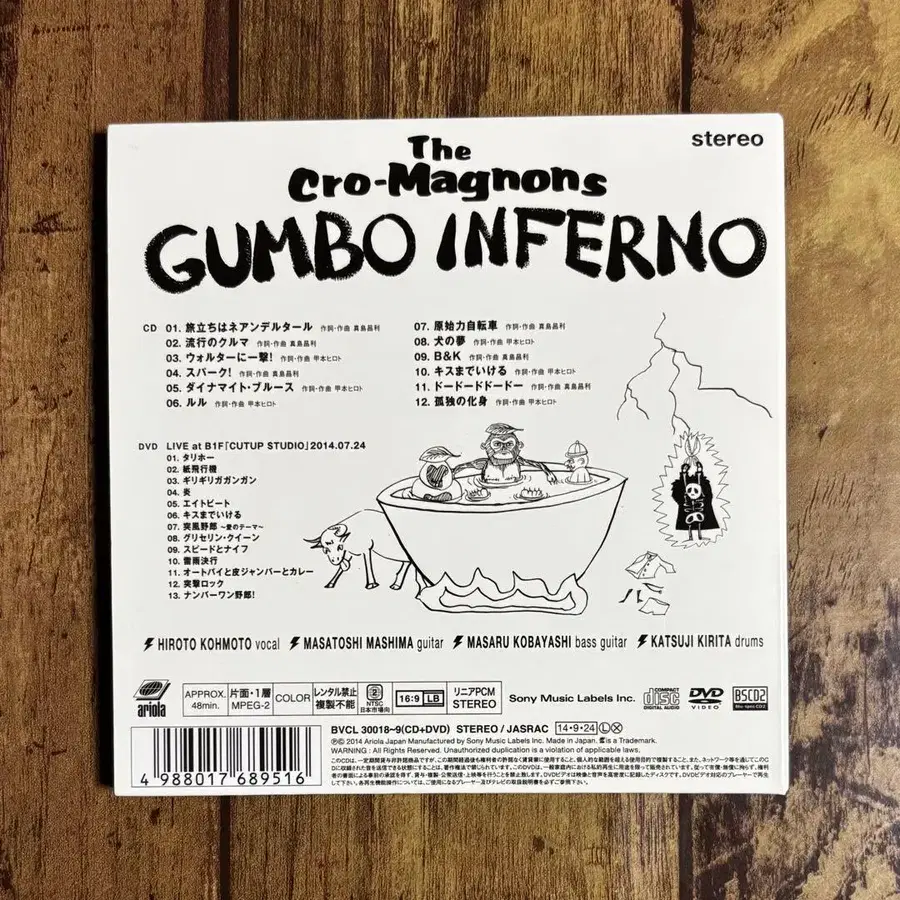 stereo
The
Cro-Magnons
GUMBO INFERNO
CD 01. 旅立ちはネアンデルタール 作詞・作曲 真島昌利
02. 流行のクルマ 作詞・作曲 真島昌利
03. ウォルターに一撃! 作詞・作曲 甲本ヒロト
04. スパーク! 作詞・作曲 真島昌利
05. ダイナマイト・ブルース 作詞・作曲 甲本ヒロト
06. ルル 作詞・作曲 甲本ヒロト
07. 原始力自転車 作詞・作曲 真島昌利
08. 犬の夢 作詞・作曲 甲本ヒロト
09. B&K 作詞・作曲 真島昌利
10. キスまでいける 作詞・作曲 甲本ヒロト
11. ドードードドードー 作詞・作曲 真島昌利
12. 孤独の化身 作詞・作曲 甲本ヒロト
DVD LIVE at B1F「CUTUP STUDIO」2014.07.24
01. タリホー
02. 紙飛行機
03. ギリギリガガンガン
04. 炎
05. エイトビート
06. キスまでいける
07. 突風野郎 ～愛のテーマ～
08. グリセリン・クイーン
09. スピードとナイフ
10. 雷雨決行
11. オートバイと皮ジャンパーとカレー
12. 突撃ロック
13. ナンバーワン野郎!
HIROTO KOHMOTO vocal MASATOSHI MASHIMA guitar MASARU KOBAYASHI bass guitar KATSUJI KIRITA drums
ariola
APPROX. 48min.
片面・1層 MPEG-2
COLOR
レンタル禁止 複製不能
2 NTSC 日本市場向
16:9 LB
リニアPCM STEREO
Sony Music Labels Inc.
COMPACT disc DIGITAL AUDIO
DVD VIDEO
BSCD2 Blu-spec CD2
BVCL 30018~9(CD+DVD) STEREO / JASRAC 14・9・24 Ⓛ Ⓧ
Ⓟ© 2014 Ariola Japan Manufactured by Sony Music Labels Inc. Made in Japan. is a Trademark.
WARNING : All Rights Reserved. Unauthorized duplication is a violation of applicable laws.
4 988017 689516